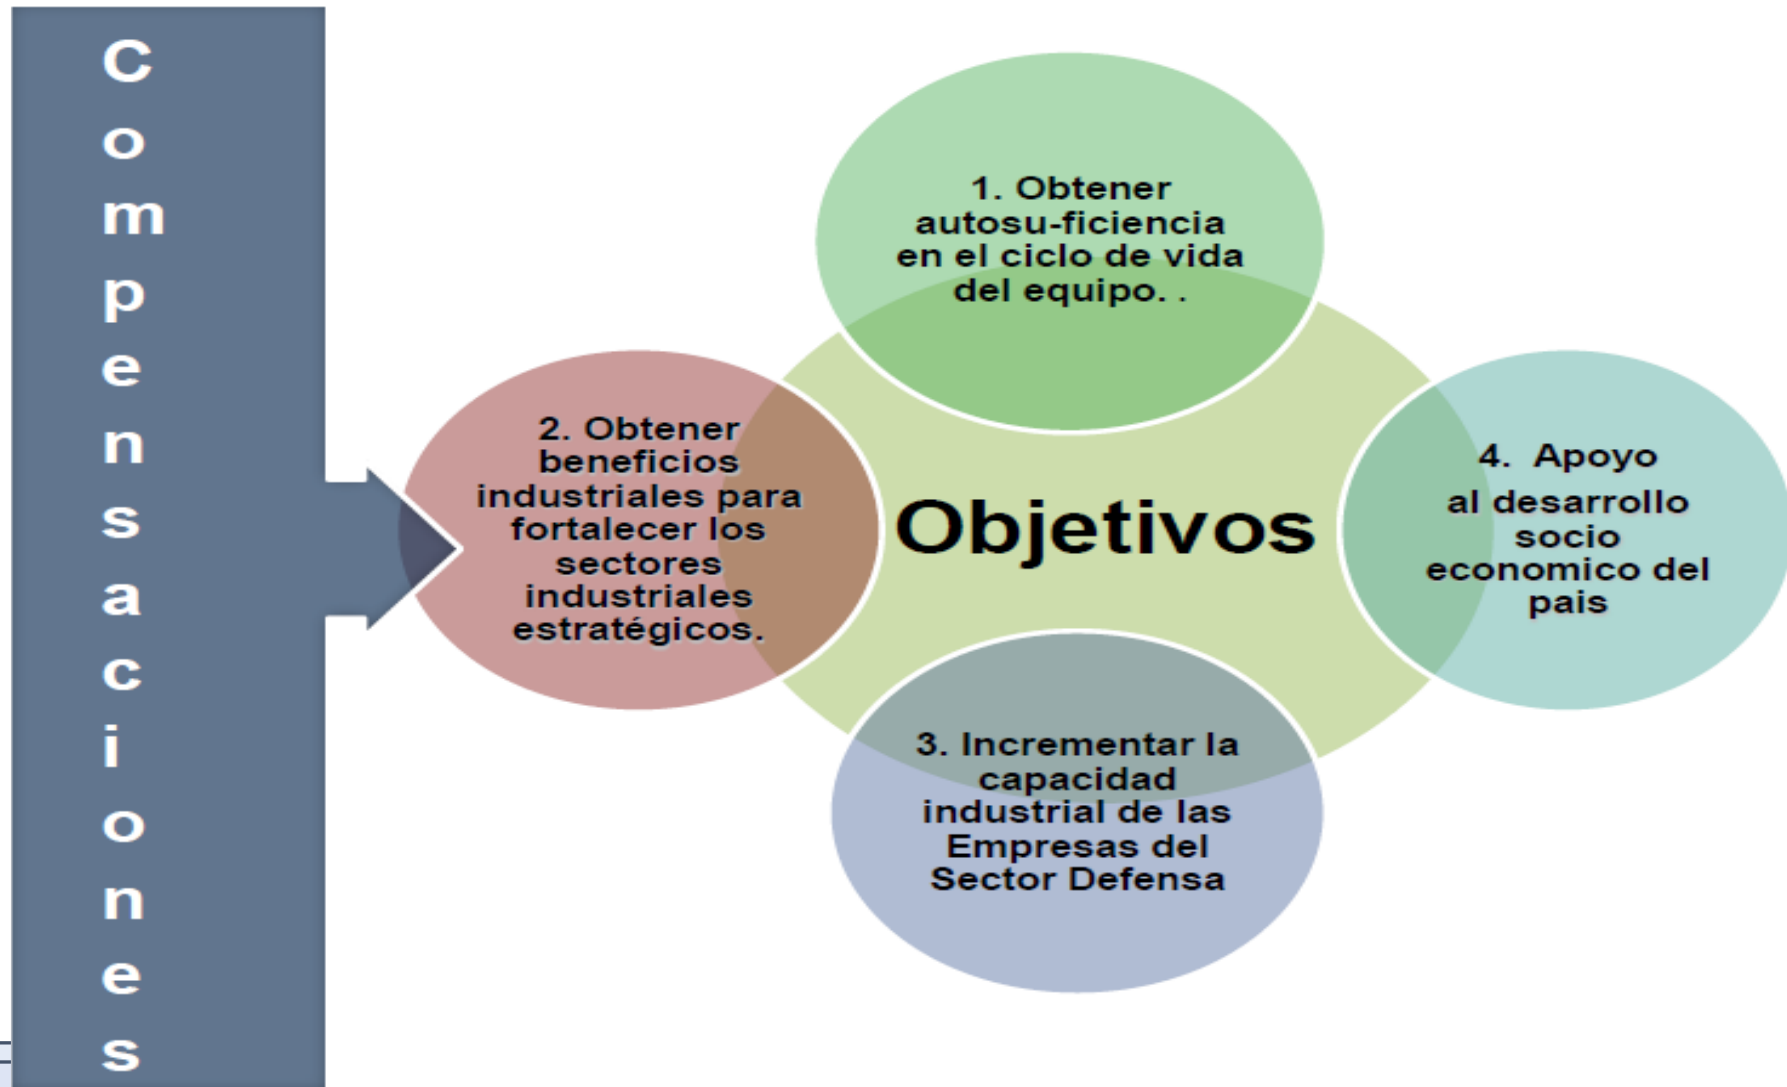 Compensaciones
1. Obtener
autosu-ficiencia
en el ciclo de vida
del equipo. .
2. Obtener
beneficios
industriales para
fortalecer los
sectores
industriales
estratégicos.
Objetivos
4. Apoyo
al desarrollo
socio
economico del
pais
3. Incrementar la
capacidad
industrial de las
Empresas del
Sector Defensa